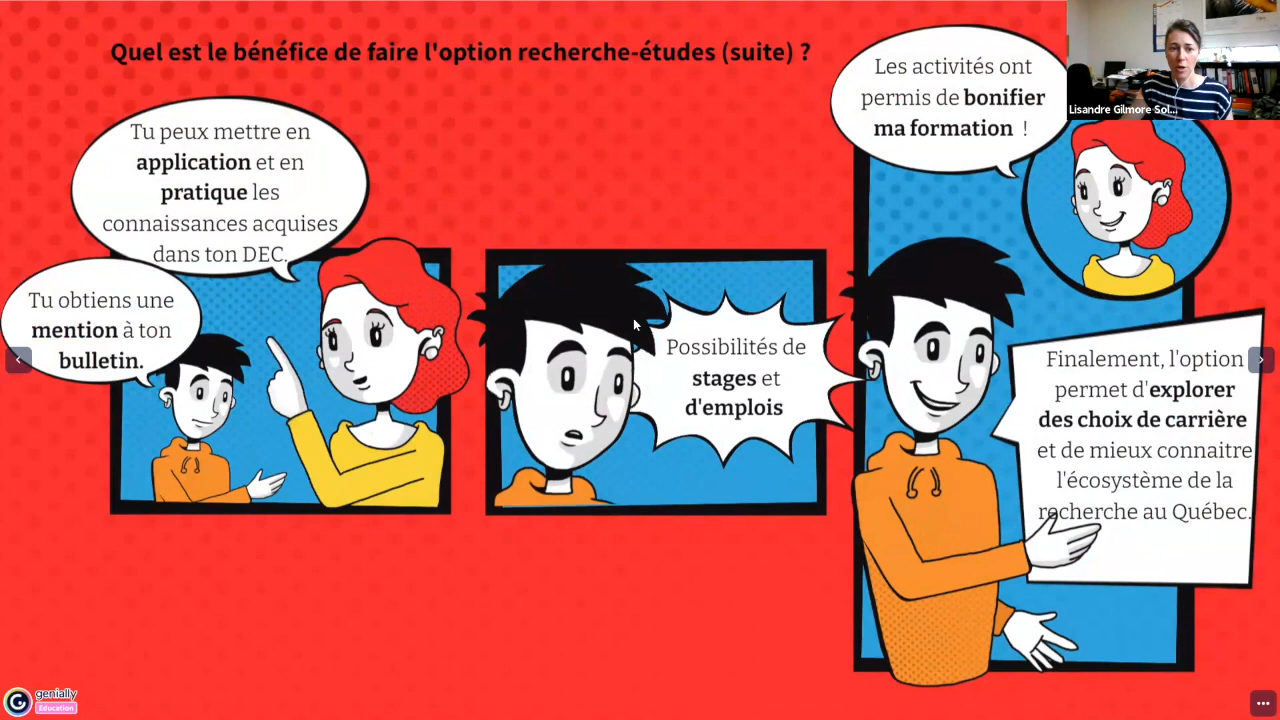 Quel est le bénéfice de faire l'option recherche-études (suite) ?
Tu peux mettre en
application et en
pratique les
connaissances acquises
dans ton DEC.
Tu obtiens une
mention à ton
bulletin.
Possibilités de
stages et
d'emplois
Les activités ont
permis de bonifier
ma formation !
Lisandre Gilmore-Sol...
Finalement, l'option
permet d'explorer
des choix de carrière
et de mieux connaitre
l'écosystème de la
recherche au Québec.
genially
Education